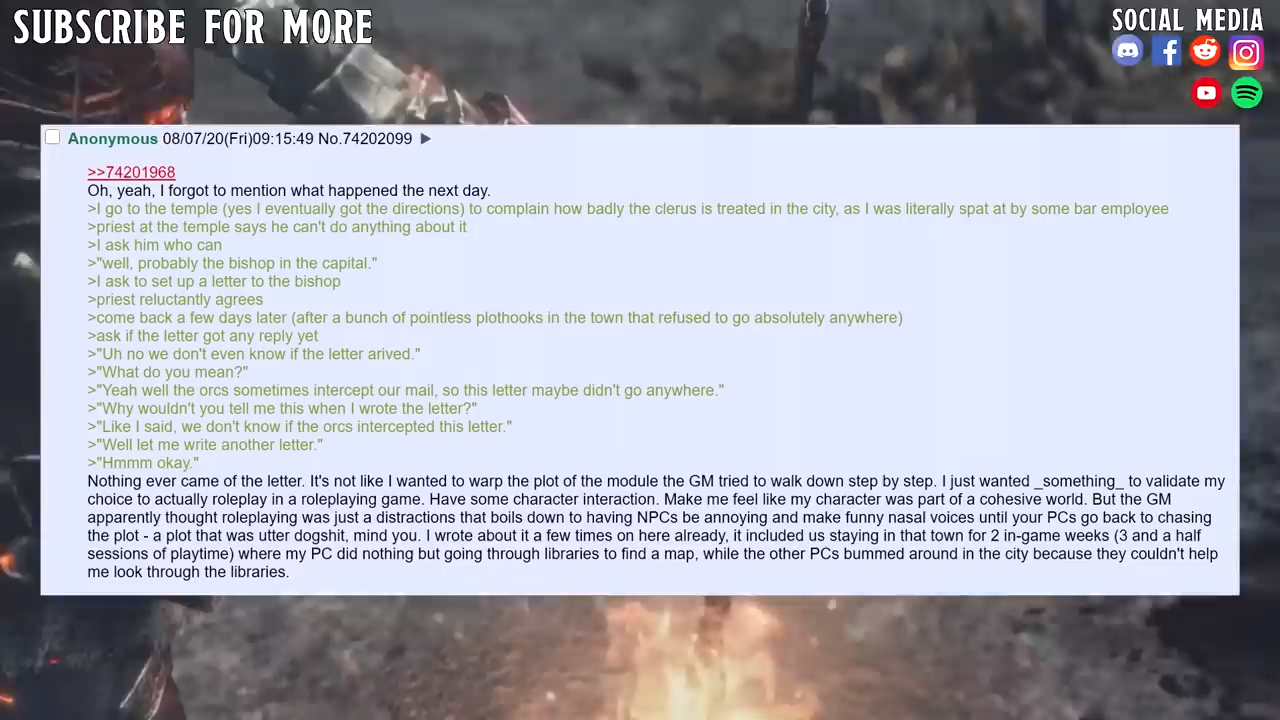 SUBSCRIBE FOR MORE
SOCIAL MEDIA
Anonymous 08/07/20(Fri)09:15:49 No.74202099 ▶
>>74201968
Oh, yeah, I forgot to mention what happened the next day.
>I go to the temple (yes I eventually got the directions) to complain how badly the clerus is treated in the city, as I was literally spat at by some bar employee
>priest at the temple says he can't do anything about it
>I ask him who can
>"well, probably the bishop in the capital."
>I ask to set up a letter to the bishop
>priest reluctantly agrees
>come back a few days later (after a bunch of pointless plothooks in the town that refused to go absolutely anywhere)
>ask if the letter got any reply yet
>"Uh no we don't even know if the letter arived."
>"What do you mean?"
>"Yeah well the orcs sometimes intercept our mail, so this letter maybe didn't go anywhere."
>"Why wouldn't you tell me this when I wrote the letter?"
>"Like I said, we don't know if the orcs intercepted this letter."
>"Well let me write another letter."
>"Hmmm okay."
Nothing ever came of the letter. It's not like I wanted to warp the plot of the module the GM tried to walk down step by step. I just wanted _something_ to validate my
choice to actually roleplay in a roleplaying game. Have some character interaction. Make me feel like my character was part of a cohesive world. But the GM
apparently thought roleplaying was just a distractions that boils down to having NPCs be annoying and make funny nasal voices until your PCs go back to chasing
the plot - a plot that was utter dogshit, mind you. I wrote about it a few times on here already, it included us staying in that town for 2 in-game weeks (3 and a half
sessions of playtime) where my PC did nothing but going through libraries to find a map, while the other PCs bummed around in the city because they couldn't help
me look through the libraries.